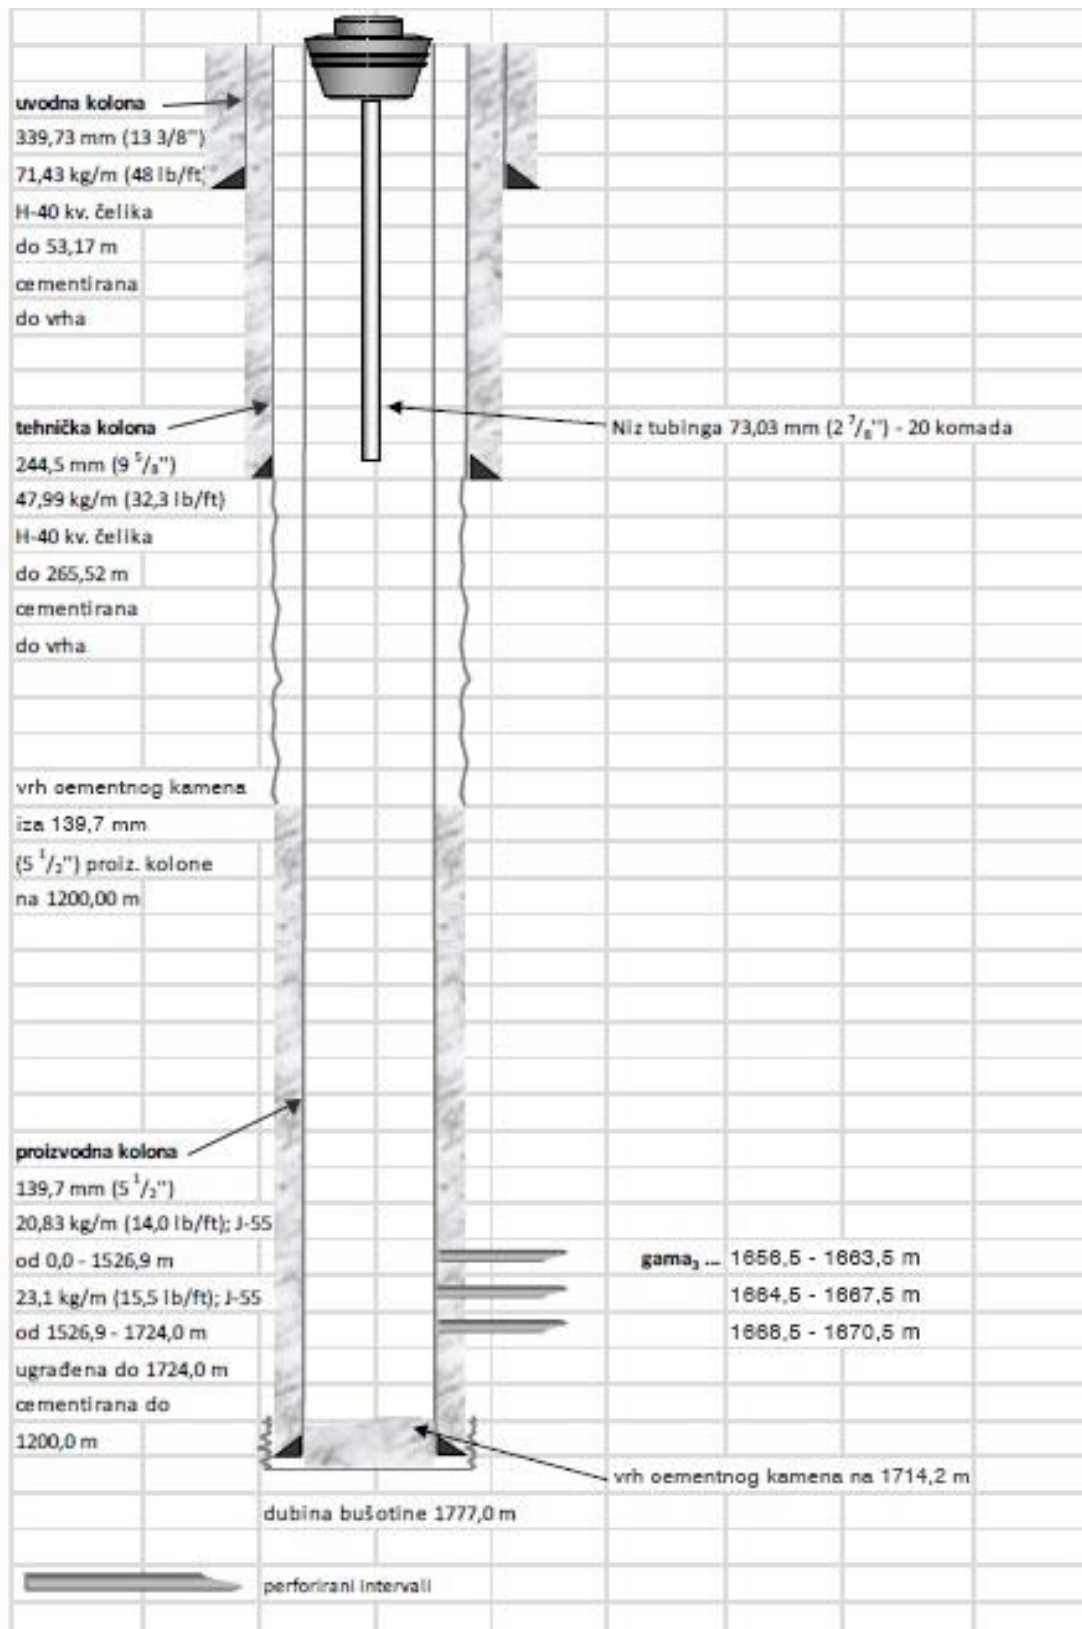 uvodna kolona
339,73 mm (13 3/8")
71,43 kg/m (48 lb/ft)
H-40 kv. čelika
do 53,17 m
cementirana
do vrha
tehnička kolona
244,5 mm (9 5/8")
47,99 kg/m (32,3 lb/ft)
H-40 kv. čelika
do 265,52 m
cementirana
do vrha
Niz tubinga 73,03 mm (2 7/8") - 20 komada
vrh cementnog kamena
iza 139,7 mm
(5 1/2") proiz. kolone
na 1200,00 m
proizvodna kolona
139,7 mm (5 1/2")
20,83 kg/m (14,0 lb/ft); J-55
od 0,0 - 1526,9 m
23,1 kg/m (15,5 lb/ft); J-55
od 1526,9 - 1724,0 m
ugrađena do 1724,0 m
cementirana do
1200,0 m
gama3 ... 1656,5 - 1663,5 m
1664,5 - 1667,5 m
1668,5 - 1670,5 m
vrh cementnog kamena na 1714,2 m
dubina bušotine 1777,0 m
perforirani intervali